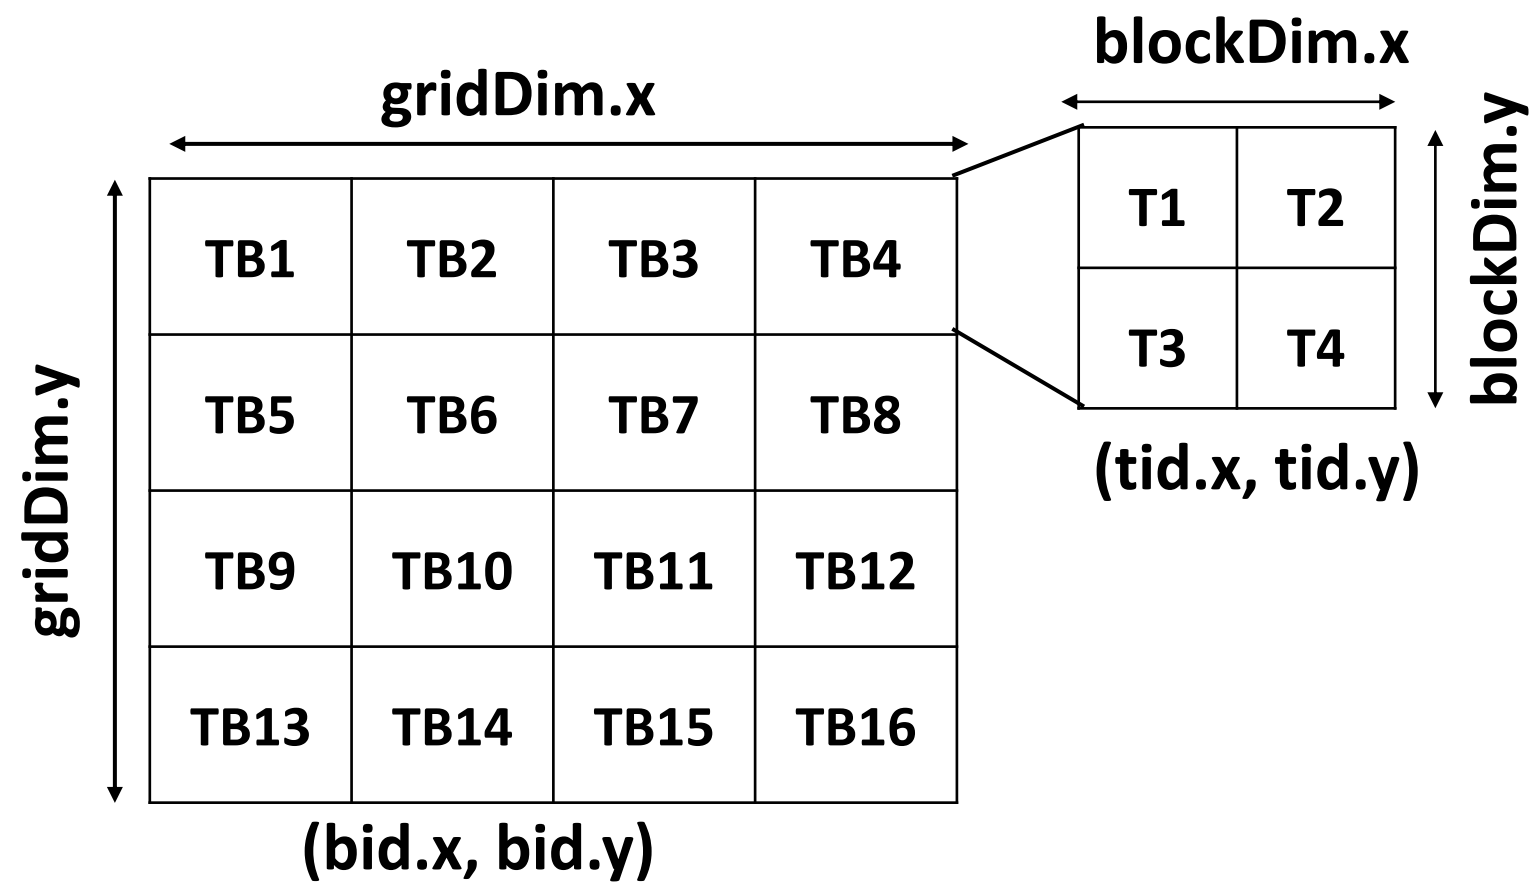 blockDim.x
gridDim.x
blockDim.y
T1 T2
T3 T4
(tid.x, tid.y)
gridDim.y
TB1 TB2 TB3 TB4
TB5 TB6 TB7 TB8
TB9 TB10 TB11 TB12
TB13 TB14 TB15 TB16
(bid.x, bid.y)